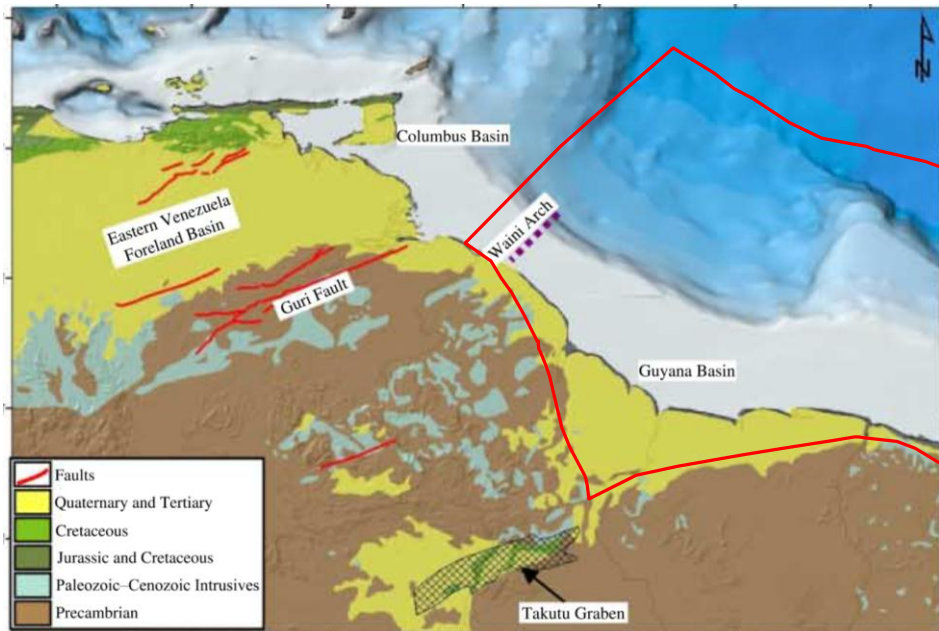 N
Columbus Basin
Eastern Venezuela
Foreland Basin
Waini Arch
Guri Fault
Guyana Basin
Faults
Quaternary and Tertiary
Cretaceous
Jurassic and Cretaceous
Paleozoic–Cenozoic Intrusives
Precambrian
Takutu Graben